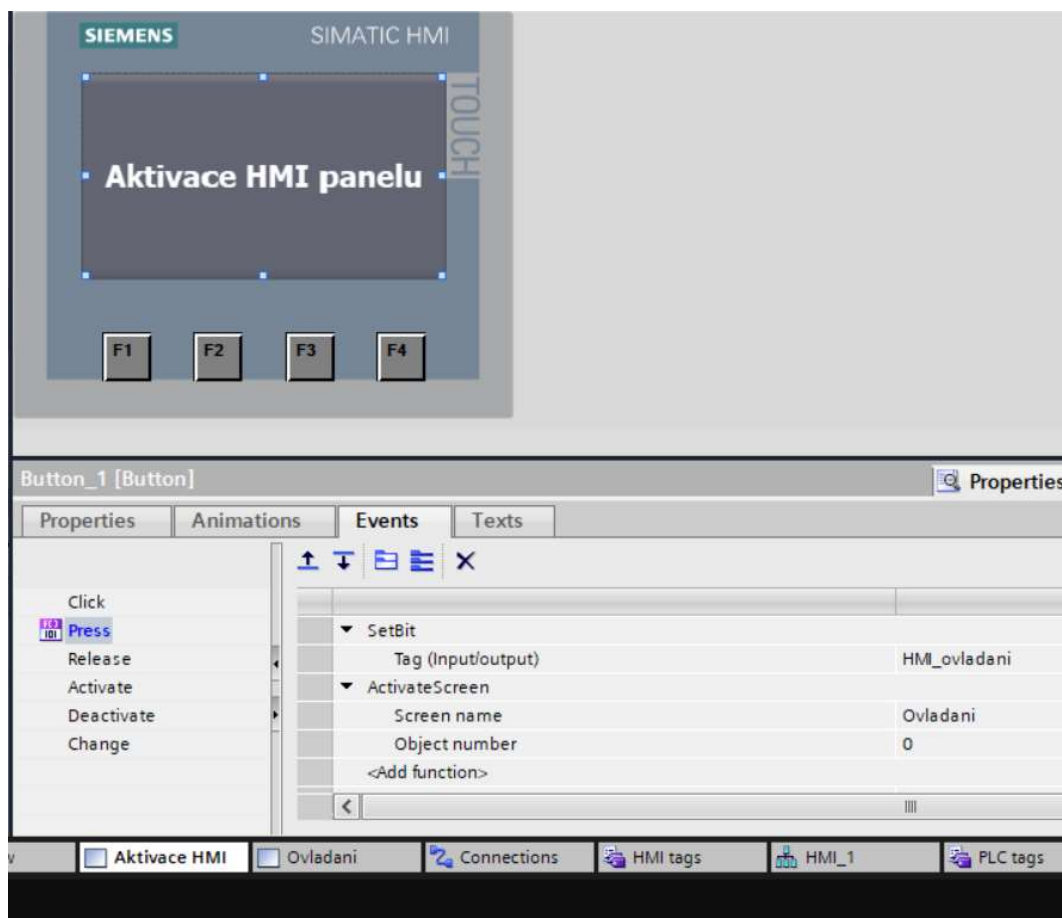 SIEMENS
SIMATIC HMI
TOUCH
Aktivace HMI panelu
F1 F2 F3 F4
Button_1 [Button]
Properties
Properties Animations Events Texts
Click
Press
Release
Activate
Deactivate
Change
SetBit
Tag (Input/output) HMI_ovladani
ActivateScreen
Screen name Ovladani
Object number 0
<Add function>
Aktivace HMI Ovladani Connections HMI tags HMI_1 PLC tags